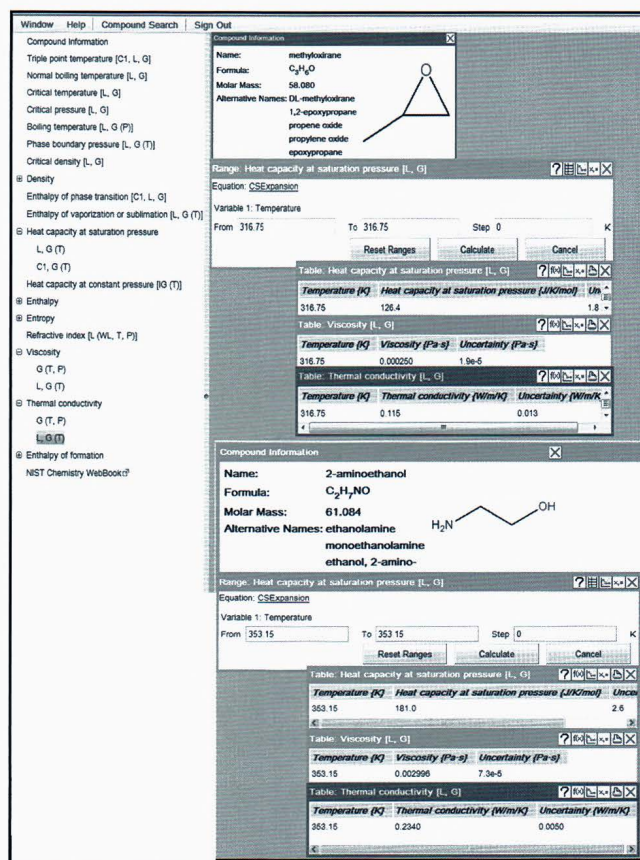 Window Help Compound Search Sign Out
Compound Information
Triple point temperature [C1, L, G]
Normal boiling temperature [L, G]
Critical temperature [L, G]
Critical pressure [L, G]
Boiling temperature [L, G (P)]
Phase boundary pressure [L, G (T)]
Critical density [L, G]
Density
Enthalpy of phase transition [C1, L, G]
Enthalpy of vaporization or sublimation [L, G (T)]
Heat capacity at saturation pressure
L, G (T)
C1, G (T)
Heat capacity at constant pressure [IG (T)]
Enthalpy
Entropy
Refractive index [L (WL, T, P)]
Viscosity
G (T, P)
L, G (T)
Thermal conductivity
G (T, P)
L, G (T)
Enthalpy of formation
NIST Chemistry WebBook
Compound Information
Name: methyloxirane
Formula: C3H6O
Molar Mass: 58.080
Alternative Names: DL-methyloxirane
1,2-epoxypropane
propene oxide
propylene oxide
epoxypropane
O
Range: Heat capacity at saturation pressure [L, G]
Equation: CSExpansion
Variable 1: Temperature
From 316.75 To 316.75 Step 0 K
Reset Ranges Calculate Cancel
Table: Heat capacity at saturation pressure [L, G]
Temperature {K} Heat capacity at saturation pressure {J/K/mol} Un
316.75 126.4 1.8
Table: Viscosity [L, G]
Temperature {K} Viscosity {Pa·s} Uncertainty {Pa·s}
316.75 0.000250 1.9e-5
Table: Thermal conductivity [L, G]
Temperature {K} Thermal conductivity {W/m/K} Uncertainty {W/m/K
316.75 0.115 0.013
Compound Information
Name: 2-aminoethanol
Formula: C2H7NO
Molar Mass: 61.084
Alternative Names: ethanolamine
monoethanolamine
ethanol, 2-amino-
H2N OH
Range: Heat capacity at saturation pressure [L, G]
Equation: CSExpansion
Variable 1: Temperature
From 353 15 To 353 15 Step 0 K
Reset Ranges Calculate Cancel
Table: Heat capacity at saturation pressure [L, G]
Temperature {K} Heat capacity at saturation pressure {J/K/mol} Unce
353.15 181.0 2.6
Table: Viscosity [L, G]
Temperature {K} Viscosity {Pa·s} Uncertainty {Pa·s}
353.15 0.002996 7.3e-5
Table: Thermal conductivity [L, G]
Temperature {K} Thermal conductivity {W/m/K} Uncertainty {W/m/K}
353.15 0.2340 0.0050